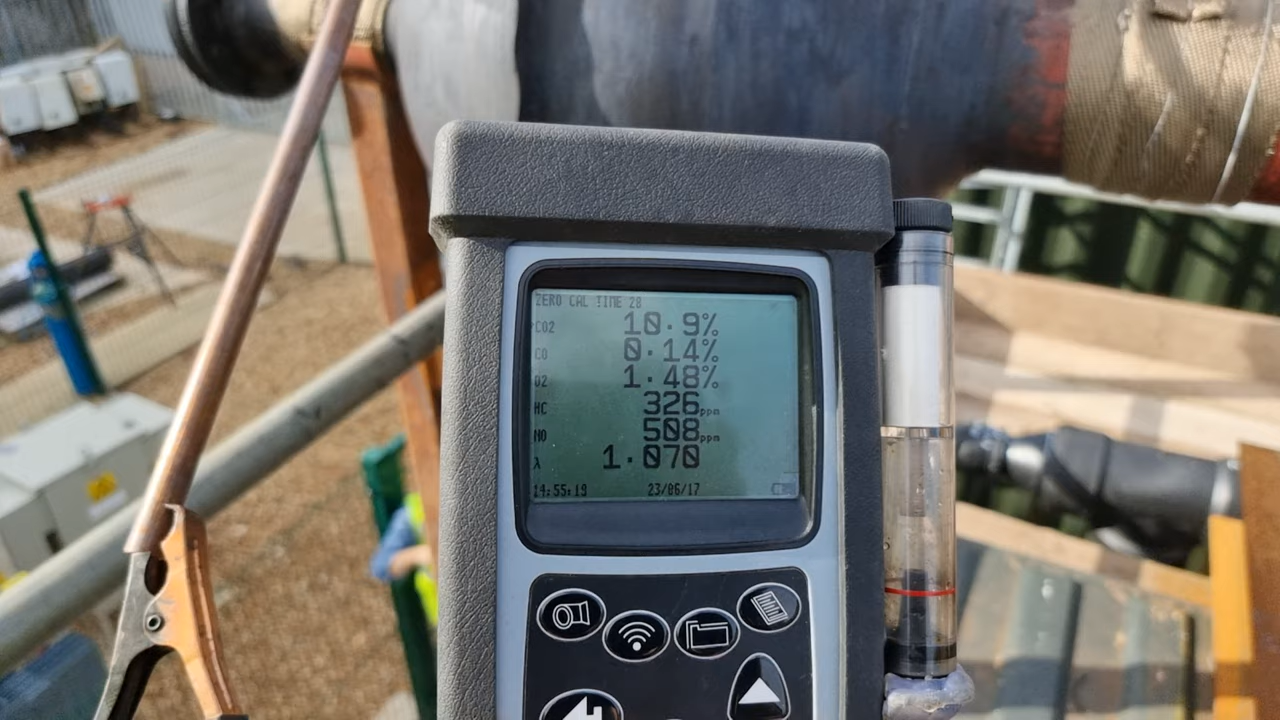 ZERO CAL TIME 28
CO2 10.9%
CO 0.14%
O2 1.48%
HC 326ppm
NO 508ppm
λ 1.070
14:55:19 23/06/17